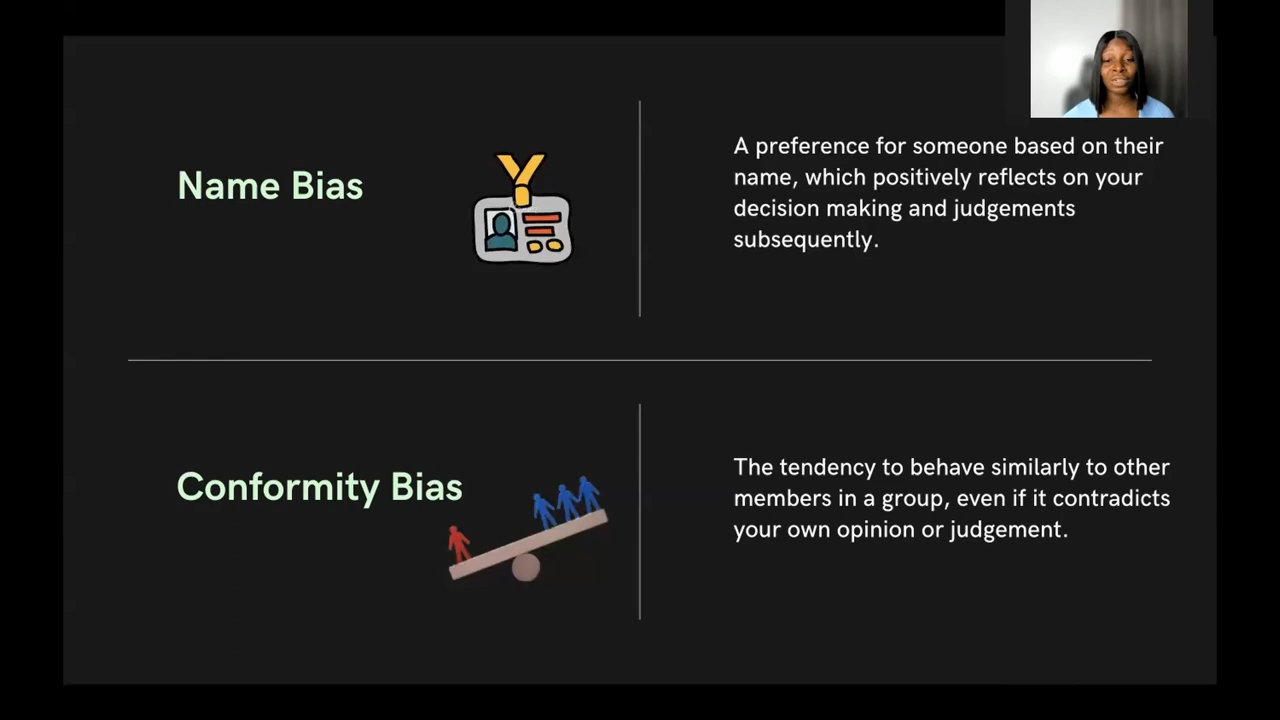 Name Bias
A preference for someone based on their
name, which positively reflects on your
decision making and judgements
subsequently.
Conformity Bias
The tendency to behave similarly to other
members in a group, even if it contradicts
your own opinion or judgement.